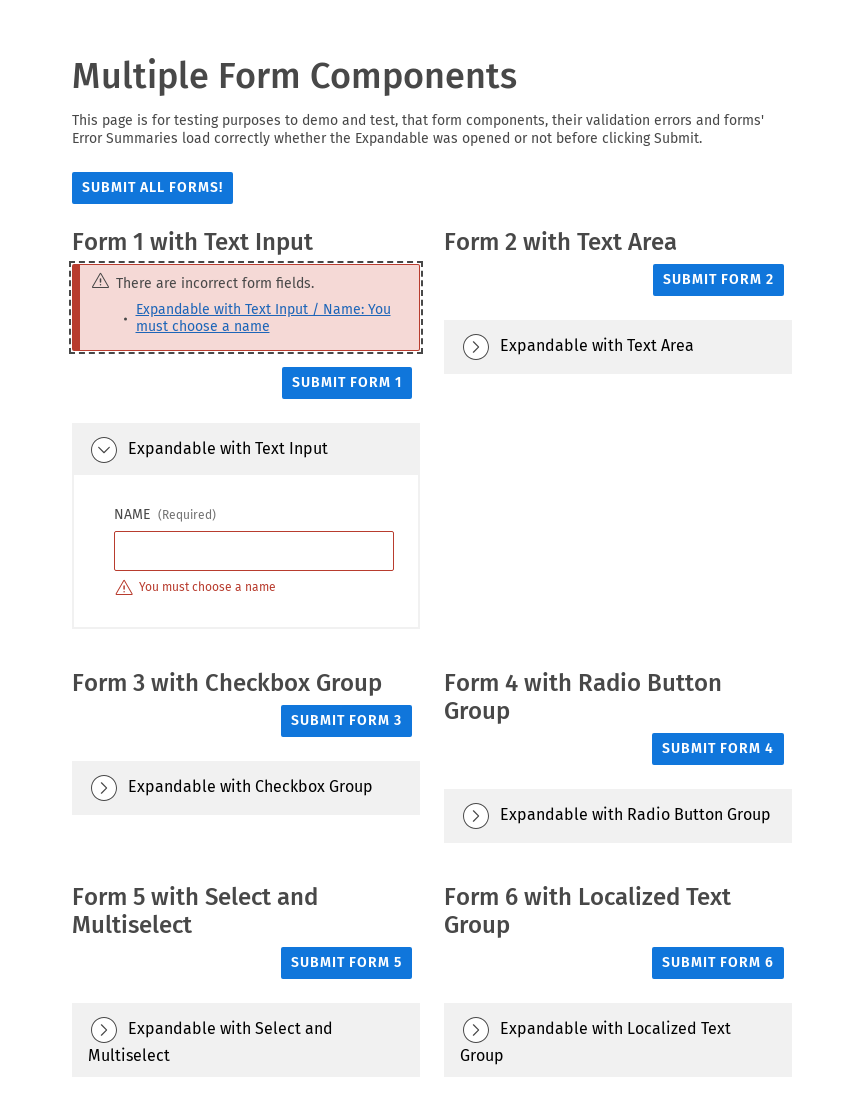 Multiple Form Components
This page is for testing purposes to demo and test, that form components, their validation errors and forms'
Error Summaries load correctly whether the Expandable was opened or not before clicking Submit.
SUBMIT ALL FORMS!
Form 1 with Text Input
There are incorrect form fields.
• Expandable with Text Input / Name: You
must choose a name
SUBMIT FORM 1
Expandable with Text Input
NAME (Required)
You must choose a name
Form 2 with Text Area
SUBMIT FORM 2
Expandable with Text Area
Form 3 with Checkbox Group
SUBMIT FORM 3
Expandable with Checkbox Group
Form 4 with Radio Button
Group
SUBMIT FORM 4
Expandable with Radio Button Group
Form 5 with Select and
Multiselect
SUBMIT FORM 5
Expandable with Select and
Multiselect
Form 6 with Localized Text
Group
SUBMIT FORM 6
Expandable with Localized Text
Group